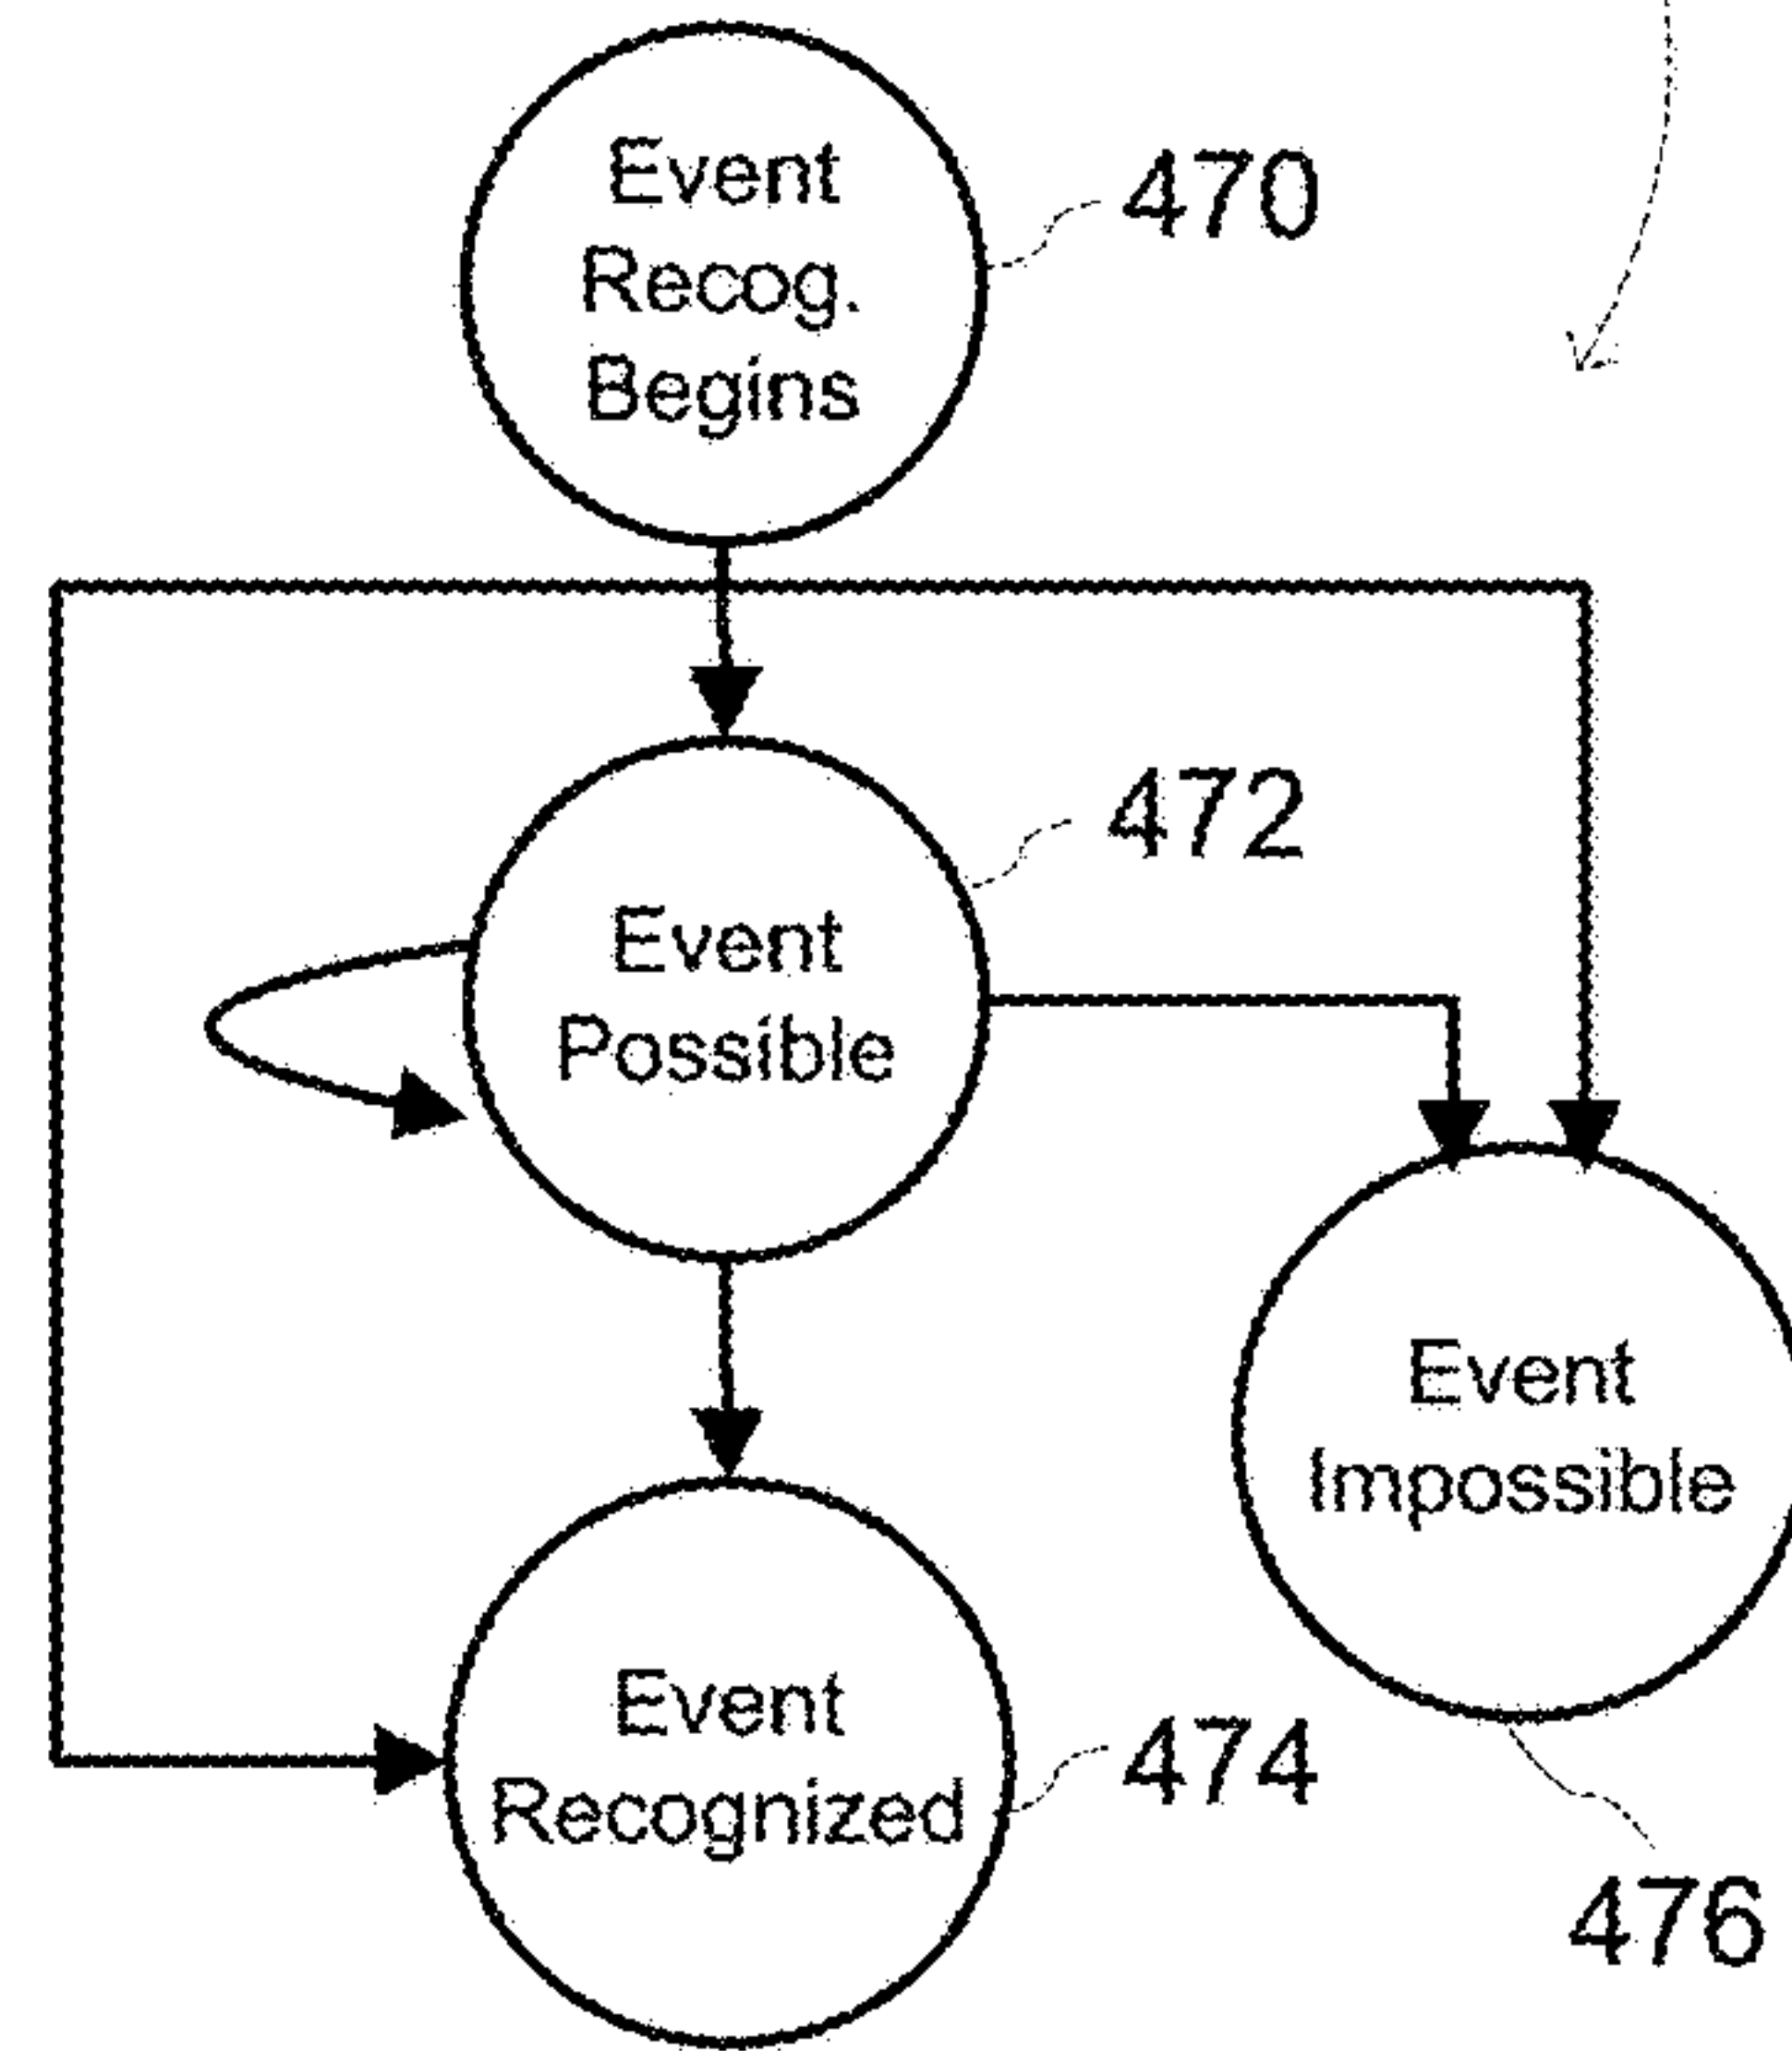 Event
Recog.
Begins
470
472
Event
Possible
Event
Impossible
Event
Recognized
474
476